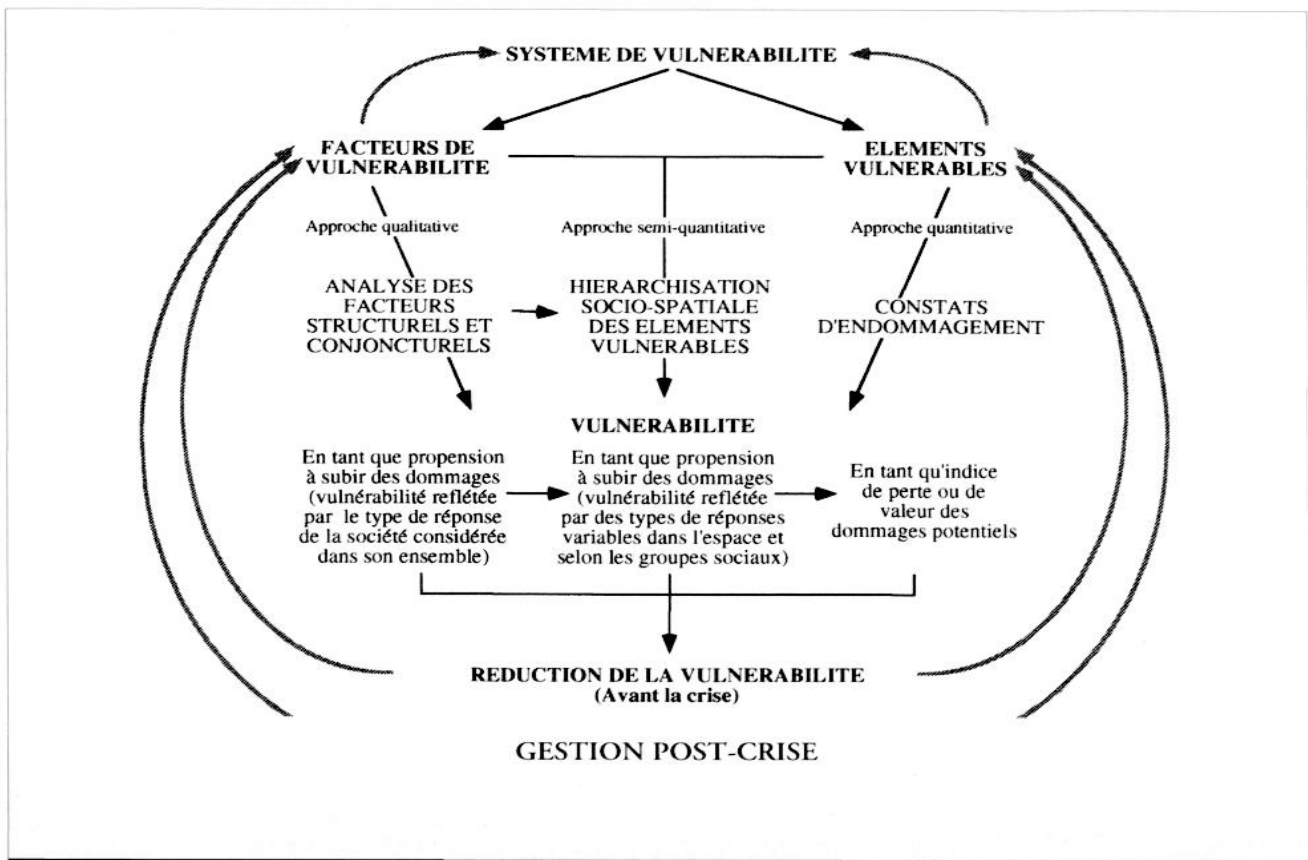 SYSTEME DE VULNERABILITE
FACTEURS DE
VULNERABILITE
ELEMENTS
VULNERABLES
Approche qualitative
Approche semi-quantitative
Approche quantitative
ANALYSE DES
FACTEURS
STRUCTURELS ET
CONJONCTURELS
HIERARCHISATION
SOCIO-SPATIALE
DES ELEMENTS
VULNERABLES
CONSTATS
D'ENDOMMAGEMENT
VULNERABILITE
En tant que propension
à subir des dommages
(vulnérabilité reflétée
par le type de réponse
de la société considérée
dans son ensemble)
En tant que propension
à subir des dommages
(vulnérabilité reflétée
par des types de réponses
variables dans l'espace et
selon les groupes sociaux)
En tant qu'indice
de perte ou de
valeur des
dommages potentiels
REDUCTION DE LA VULNERABILITE
(Avant la crise)
GESTION POST-CRISE